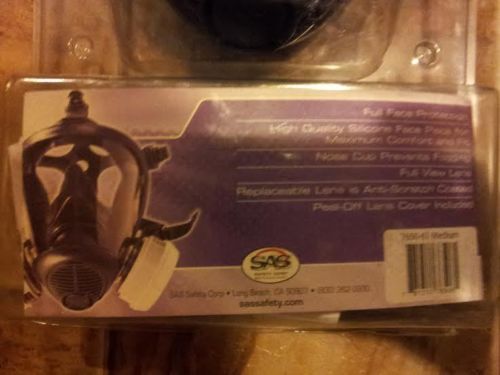 Full Face Protection
High Quality Silicone Face Piece for
Maximum Comfort and Fit
Nose Cup Prevents Fogging
Full View Lens
Replaceable Lens is Anti-Scratch Coated
Peel-Off Lens Cover Included
7650-61 Medium
SAS
SAFETY CORP
SAS Safety Corp • Long Beach, CA 90807 • (800) 262-0200
sassafety.com